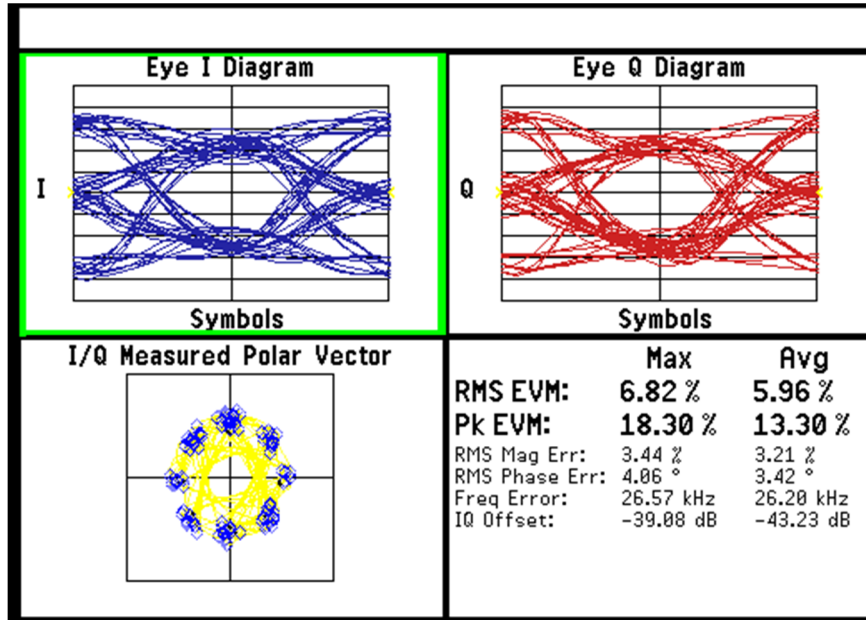 Eye I Diagram
I
Symbols
Eye Q Diagram
Q
Symbols
I/Q Measured Polar Vector
Max Avg
RMS EVM: 6.82 % 5.96 %
Pk EVM: 18.30 % 13.30 %
RMS Mag Err: 3.44 % 3.21 %
RMS Phase Err: 4.06 ° 3.42 °
Freq Error: 26.57 kHz 26.20 kHz
IQ Offset: -39.08 dB -43.23 dB